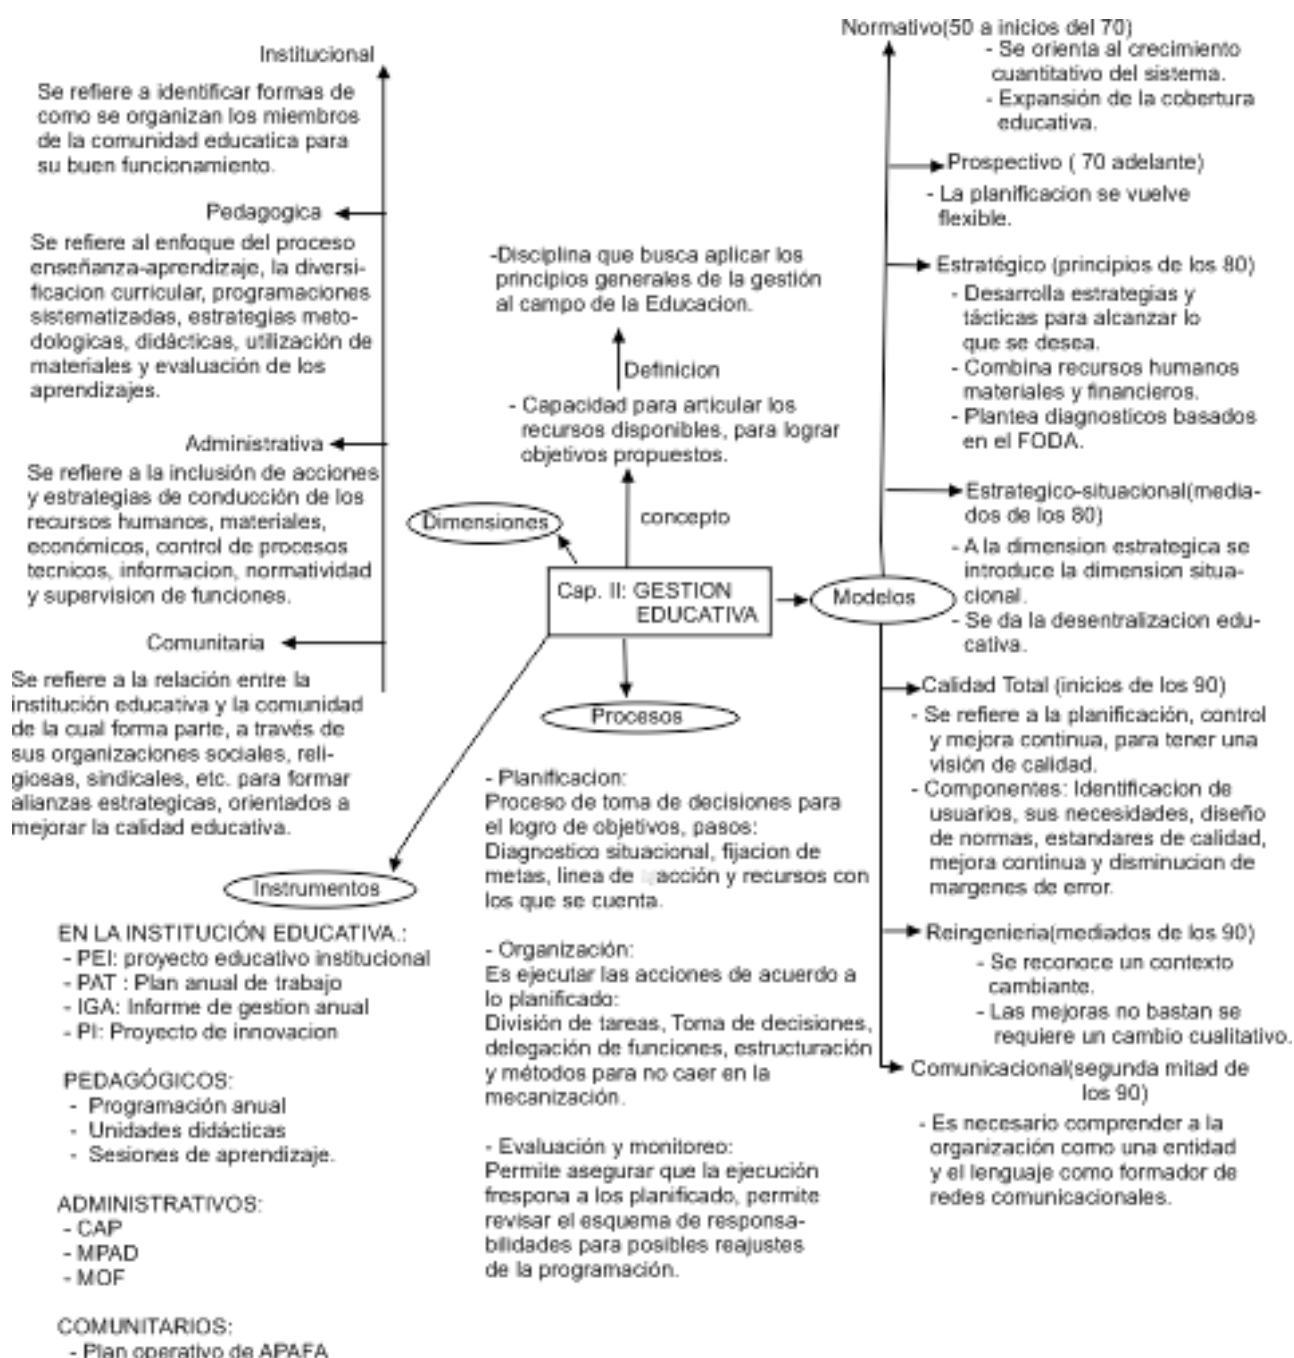 Institucional
Se refiere a identificar formas de
como se organizan los miembros
de la comunidad educatica para
su buen funcionamiento.
Pedagogica
Se refiere al enfoque del proceso
enseñanza-aprendizaje, la diversi-
ficacion curricular, programaciones
sistematizadas, estrategias meto-
dologicas, didácticas, utilización de
materiales y evaluación de los
aprendizajes.
Administrativa
Se refiere a la inclusión de acciones
y estrategias de conducción de los
recursos humanos, materiales,
económicos, control de procesos
tecnicos, informacion, normatividad
y supervision de funciones.
Comunitaria
Se refiere a la relación entre la
institución educativa y la comunidad
de la cual forma parte, a través de
sus organizaciones sociales, reli-
giosas, sindicales, etc. para formar
alianzas estrategicas, orientados a
mejorar la calidad educativa.
Dimensiones
-Disciplina que busca aplicar los
principios generales de la gestión
al campo de la Educacion.
Definicion
- Capacidad para articular los
recursos disponibles, para lograr
objetivos propuestos.
concepto
Cap. II: GESTION
EDUCATIVA
Modelos
Procesos
- Planificacion:
Proceso de toma de decisiones para
el logro de objetivos, pasos:
Diagnostico situacional, fijacion de
metas, linea de acción y recursos con
los que se cuenta.
- Organización:
Es ejecutar las acciones de acuerdo a
lo planificado:
División de tareas, Toma de decisiones,
delegación de funciones, estructuración
y métodos para no caer en la
mecanización.
- Evaluación y monitoreo:
Permite asegurar que la ejecución
frespona a los planificado, permite
revisar el esquema de responsa-
bilidades para posibles reajustes
de la programación.
Instrumentos
EN LA INSTITUCIÓN EDUCATIVA.:
- PEI: proyecto educativo institucional
- PAT : Plan anual de trabajo
- IGA: Informe de gestion anual
- PI: Proyecto de innovacion
PEDAGÓGICOS:
- Programación anual
- Unidades didácticas
- Sesiones de aprendizaje.
ADMINISTRATIVOS:
- CAP
- MPAD
- MOF
COMUNITARIOS:
- Plan operativo de APAFA
Normativo(50 a inicios del 70)
- Se orienta al crecimiento
cuantitativo del sistema.
- Expansión de la cobertura
educativa.
Prospectivo ( 70 adelante)
- La planificacion se vuelve
flexible.
Estratégico (principios de los 80)
- Desarrolla estrategias y
tácticas para alcanzar lo
que se desea.
- Combina recursos humanos
materiales y financieros.
- Plantea diagnosticos basados
en el FODA.
Estrategico-situacional(media-
dos de los 80)
- A la dimension estrategica se
introduce la dimension situa-
cional.
- Se da la desentralizacion edu-
cativa.
Calidad Total (inicios de los 90)
- Se refiere a la planificación, control
y mejora continua, para tener una
visión de calidad.
- Componentes: Identificacion de
usuarios, sus necesidades, diseño
de normas, estandares de calidad,
mejora continua y disminucion de
margenes de error.
Reingenieria(mediados de los 90)
- Se reconoce un contexto
cambiante.
- Las mejoras no bastan se
requiere un cambio cualitativo.
Comunicacional(segunda mitad de
los 90)
- Es necesario comprender a la
organización como una entidad
y el lenguaje como formador de
redes comunicacionales.